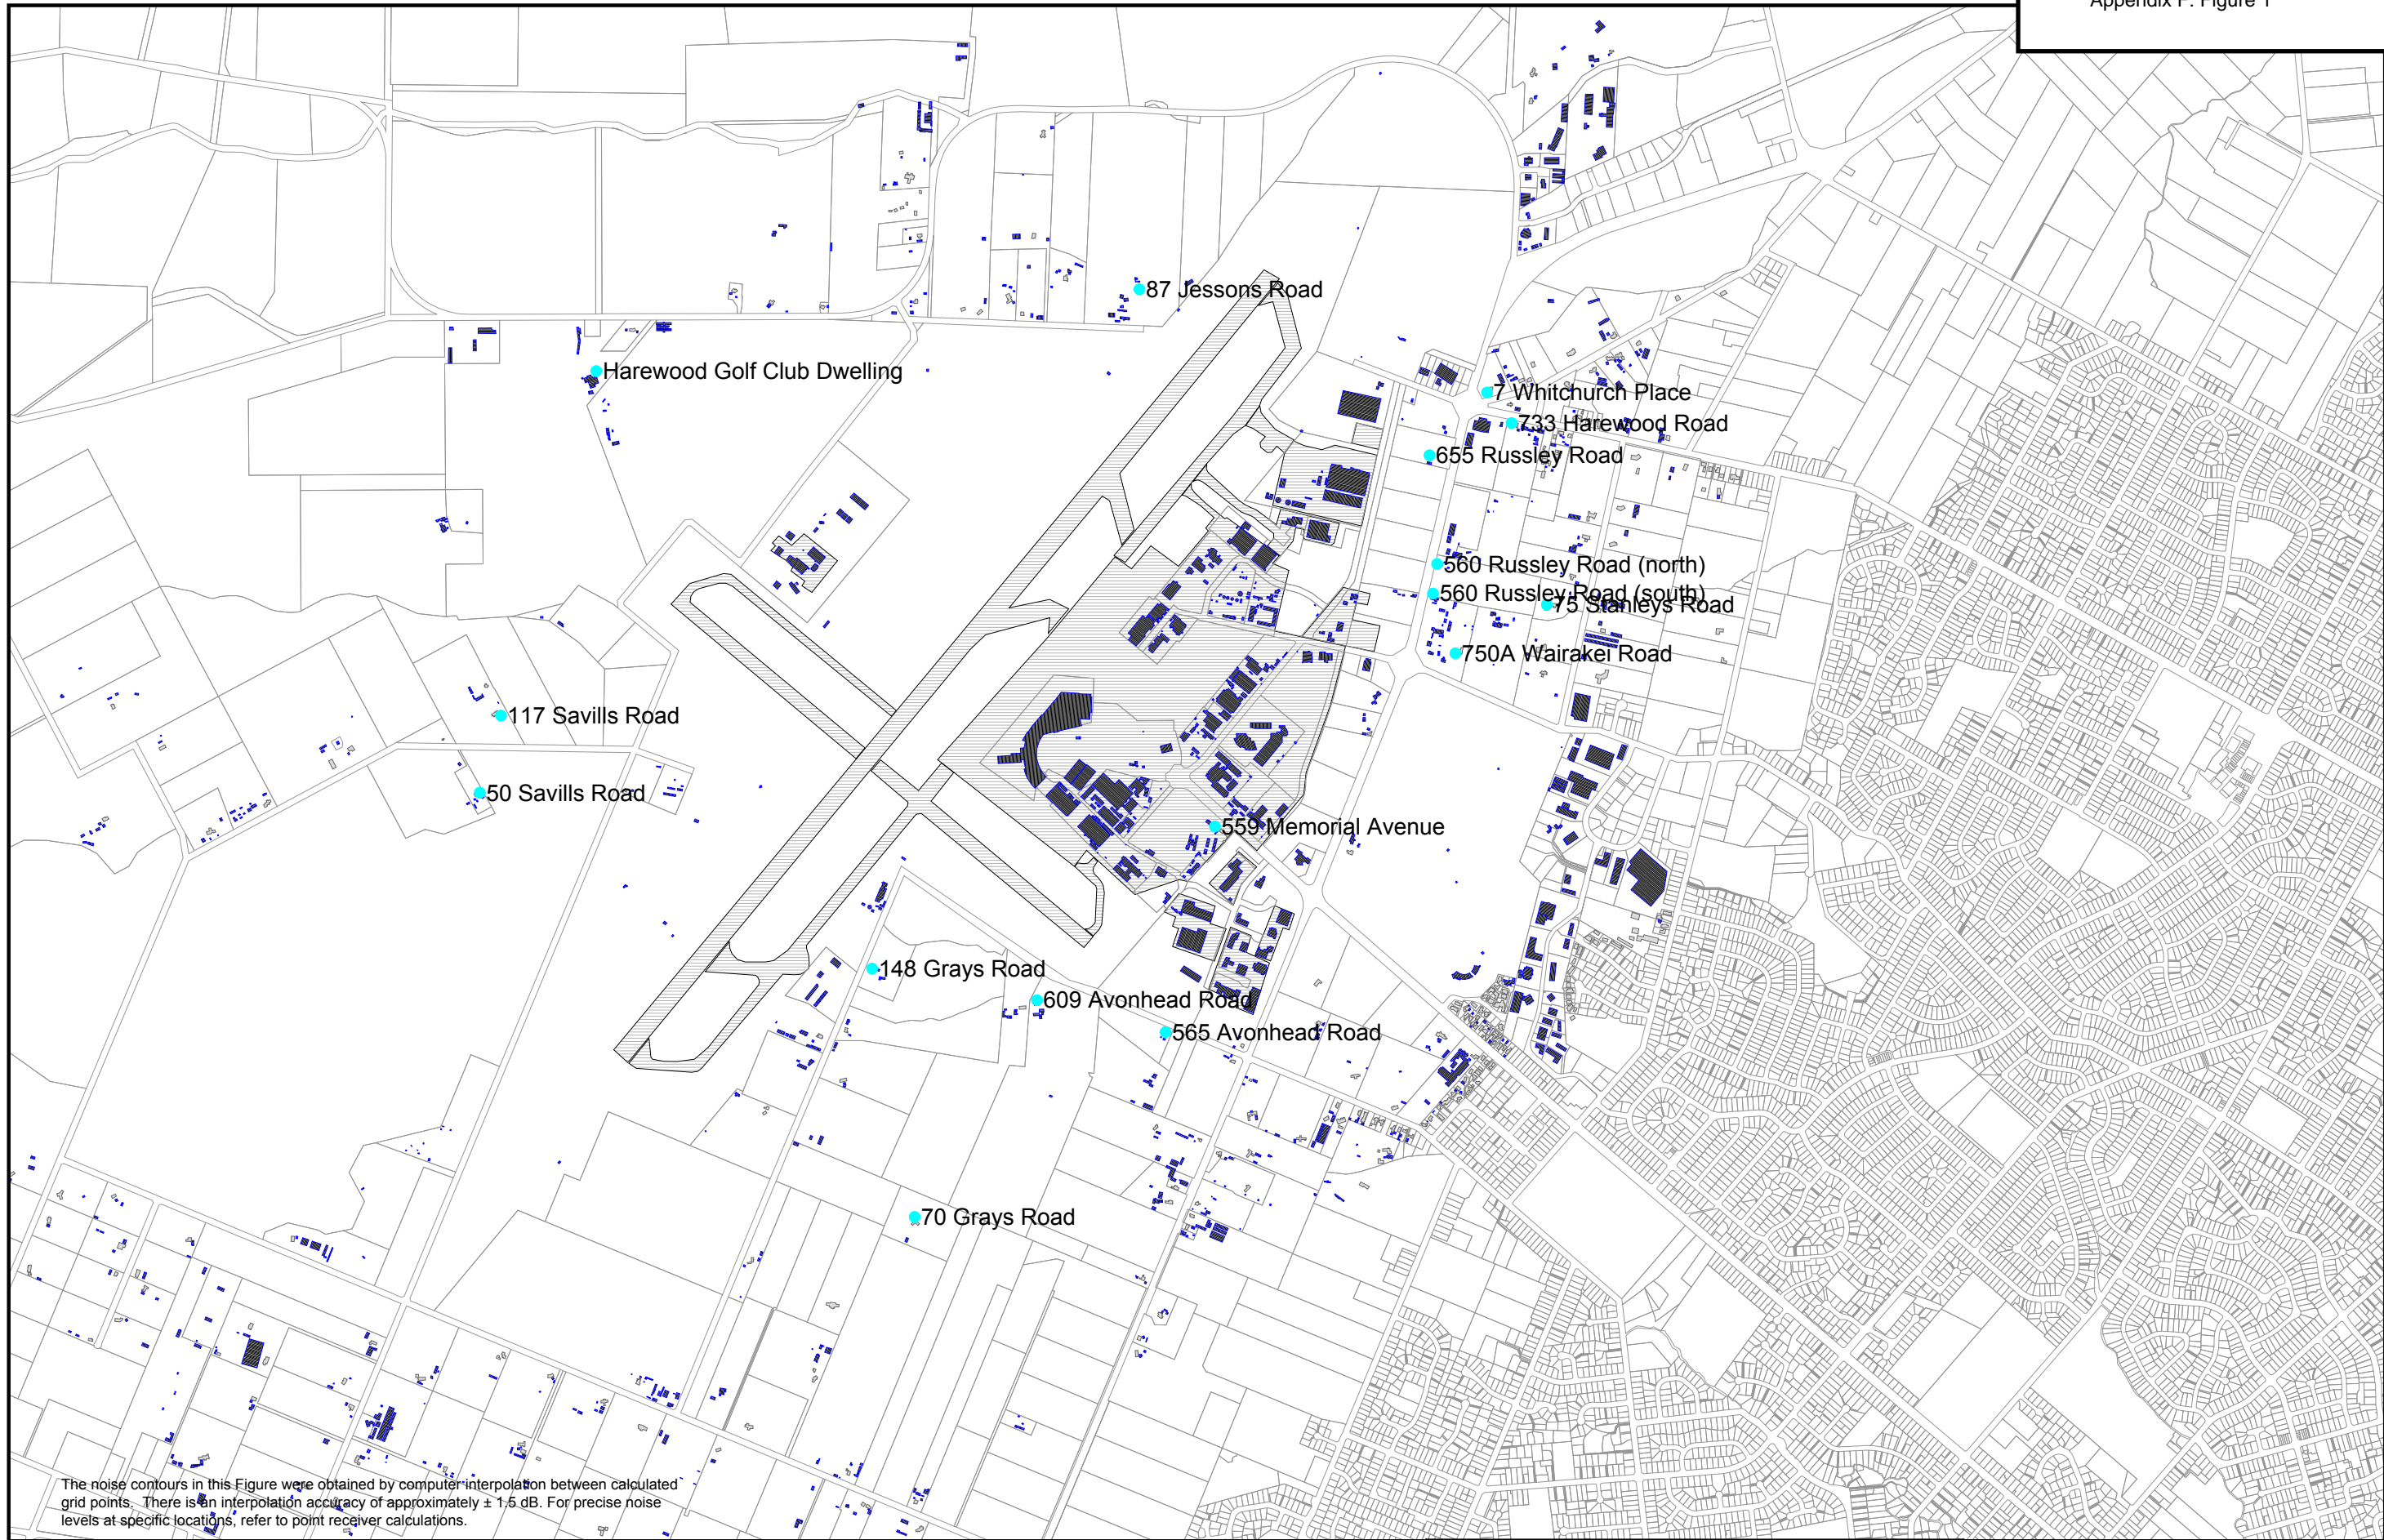 Appendix F: Figure 1
87 Jessons Road
Harewood Golf Club Dwelling
7 Whitchurch Place
733 Harewood Road
655 Russley Road
560 Russley Road (north)
560 Russley Road (south)
75 Stanleys Road
750A Wairakei Road
117 Savills Road
50 Savills Road
559 Memorial Avenue
148 Grays Road
609 Avonhead Road
565 Avonhead Road
70 Grays Road
The noise contours in this Figure were obtained by computer interpolation between calculated
grid points. There is an interpolation accuracy of approximately ± 1.5 dB. For precise noise
levels at specific locations, refer to point receiver calculations.